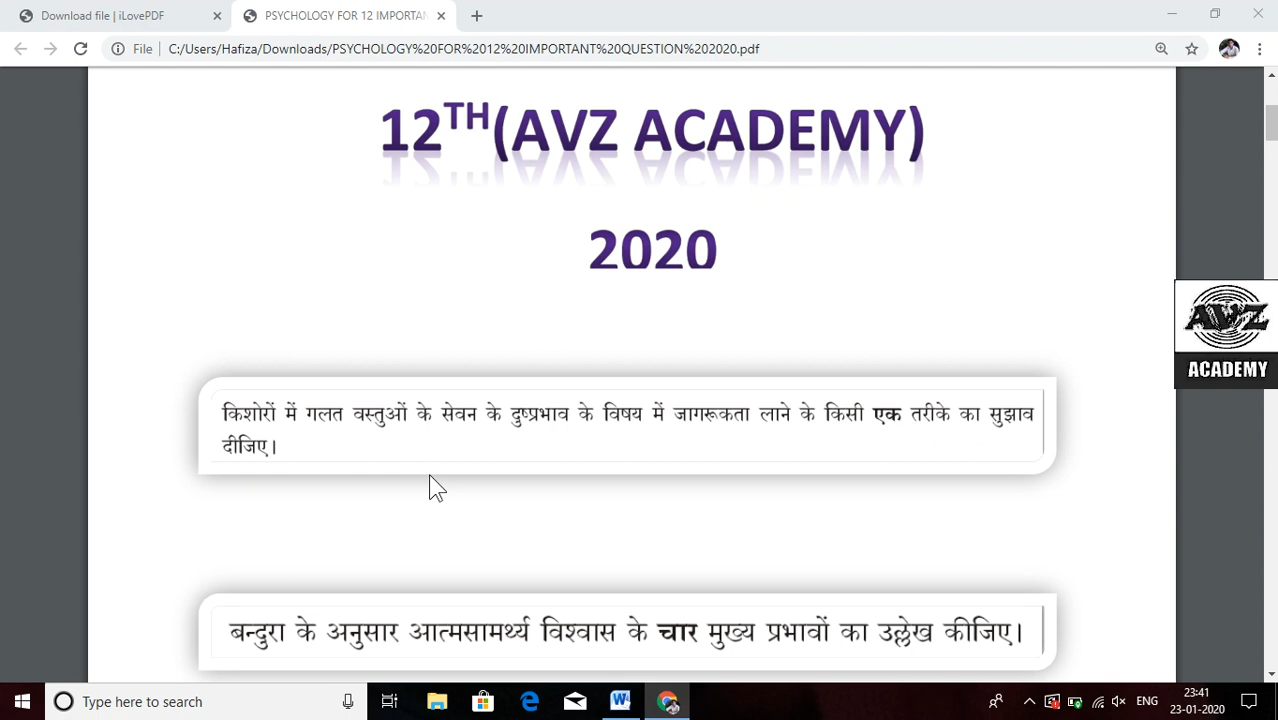 Download file | iLovePDF
PSYCHOLOGY FOR 12 IMPORTAN
File C:/Users/Hafiza/Downloads/PSYCHOLOGY%20FOR%2012%20IMPORTANT%20QUESTION%202020.pdf
12TH(AVZ ACADEMY)
2020
AVZ
ACADEMY
किशोरों में गलत वस्तुओं के सेवन के दुष्प्रभाव के विषय में जागरूकता लाने के किसी एक तरीके का सुझाव
दीजिए।
बन्दुरा के अनुसार आत्मसामर्थ्य विश्वास के चार मुख्य प्रभावों का उल्लेख कीजिए।
Type here to search
ENG
23:41
23-01-2020